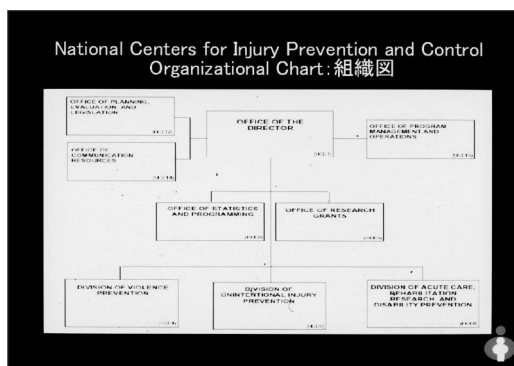 National Centers for Injury Prevention and Control
Organizational Chart:組織図
OFFICE OF PLANNING,
EVALUATION, AND
LEGISLATION
OFFICE OF THE
DIRECTOR
OFFICE OF PROGRAM
MANAGEMENT AND
OPERATIONS
OFFICE OF
COMMUNICATION
RESOURCES
OFFICE OF STATISTICS
AND PROGRAMMING
OFFICE OF RESEARCH
GRANTS
DIVISION OF VIOLENCE
PREVENTION
DIVISION OF
UNINTENTIONAL INJURY
PREVENTION
DIVISION OF ACUTE CARE,
REHABILITATION
RESEARCH, AND
DISABILITY PREVENTION